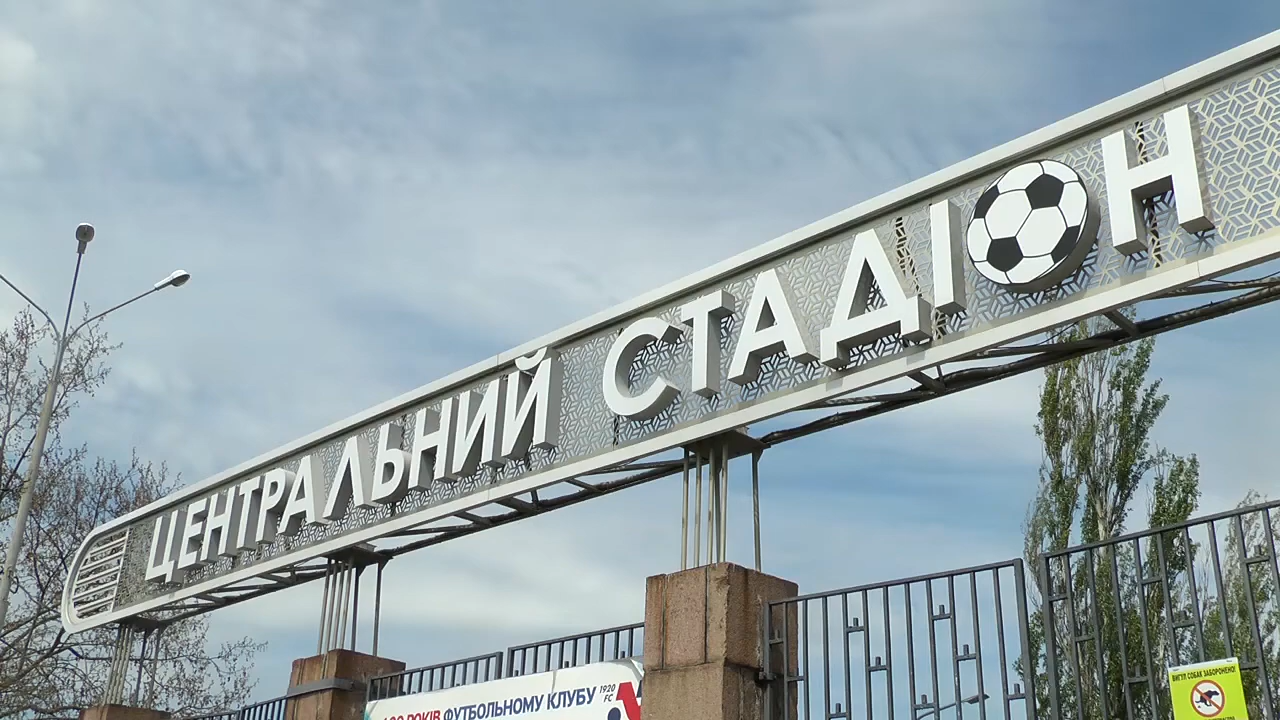 ЦЕНТРАЛЬНИЙ СТАДІОН
РОКІВ ФУТБОЛЬНОМУ КЛУБУ
1920
FC
ВИГУЛ СОБАК ЗАБОРОНЕНО!